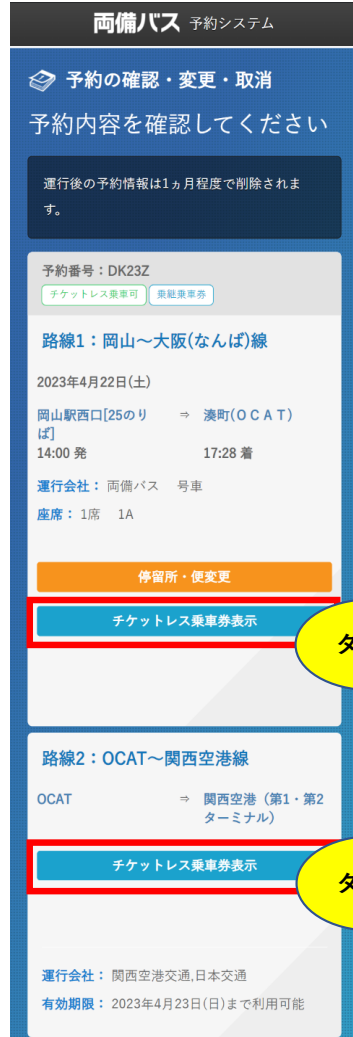 両備バス 予約システム
予約の確認・変更・取消
予約内容を確認してください
運行後の予約情報は1ヵ月程度で削除されま
す。
予約番号：DK23Z
チケットレス乗車可 乗継乗車券
路線1：岡山～大阪(なんば)線
2023年4月22日(土)
岡山駅西口[25のり ⇒ 湊町(ＯＣＡＴ)
ば]
14:00 発 17:28 着
運行会社： 両備バス 号車
座席： 1席 1A
停留所・便変更
チケットレス乗車券表示
タ
路線2：OCAT～関西空港線
OCAT ⇒ 関西空港（第1・第2
ターミナル）
チケットレス乗車券表示
タ
運行会社： 関西空港交通,日本交通
有効期限： 2023年4月23日(日)まで利用可能